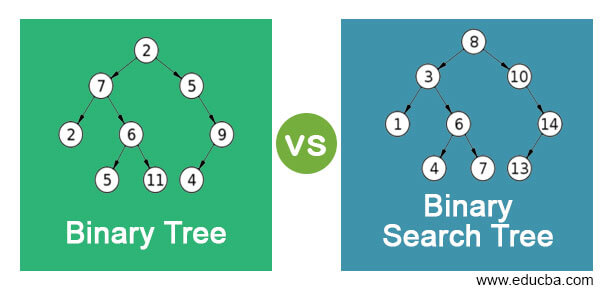 2
7 5
2 6 9
5 11 4
Binary Tree
vs
8
3 10
1 6 14
4 7 13
Binary
Search Tree
www.educba.com